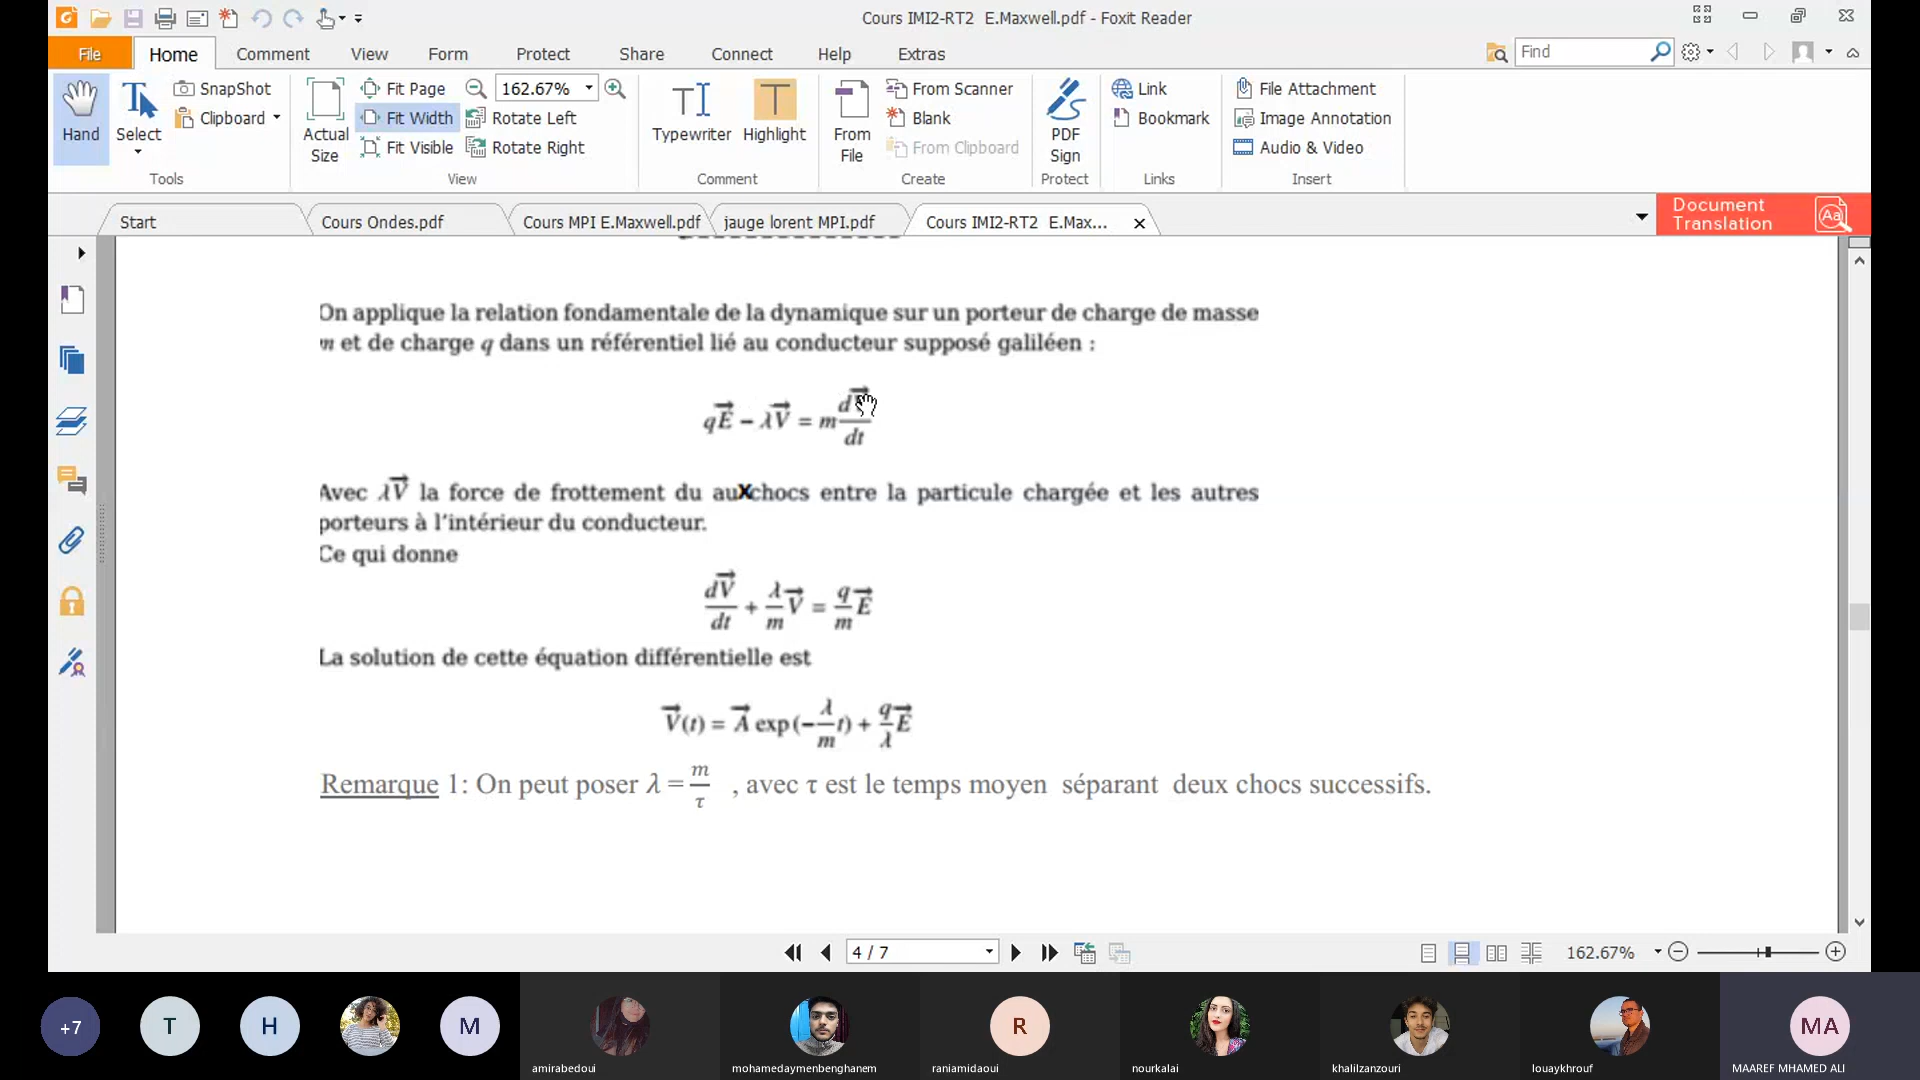 Cours IMI2-RT2 E.Maxwell.pdf - Foxit Reader
File Home Comment View Form Protect Share Connect Help Extras Find
Hand
Select
SnapShot
Clipboard
Tools
Actual Size
Fit Page
Fit Width
Fit Visible
162.67%
Rotate Left
Rotate Right
View
Typewriter
Highlight
Comment
From File
From Scanner
Blank
From Clipboard
Create
PDF Sign
Protect
Link
Bookmark
Links
File Attachment
Image Annotation
Audio & Video
Insert
Start
Cours Ondes.pdf
Cours MPI E.Maxwell.pdf
jauge lorent MPI.pdf
Cours IMI2-RT2 E.Max...
Document
Translation
On applique la relation fondamentale de la dynamique sur un porteur de charge de masse
m et de charge q dans un référentiel lié au conducteur supposé galiléen :
Avec λV⃗ la force de frottement du aux chocs entre la particule chargée et les autres
porteurs à l'intérieur du conducteur.
Ce qui donne
dV⃗/dt + λ/m V⃗ = q/m E⃗
La solution de cette équation différentielle est
V⃗(t) = A⃗ exp(-λ/m t) + q/λ E⃗
Remarque 1: On peut poser λ = m/τ , avec τ est le temps moyen séparant deux chocs successifs.
4 / 7
162.67%
+7
T
H
M
R
MA
amirabedoui
mohamedaymenbenghanem
raniamidaoui
nourkalai
khalilzanzouri
louaykhrouf
MAAREF MHAMED ALI